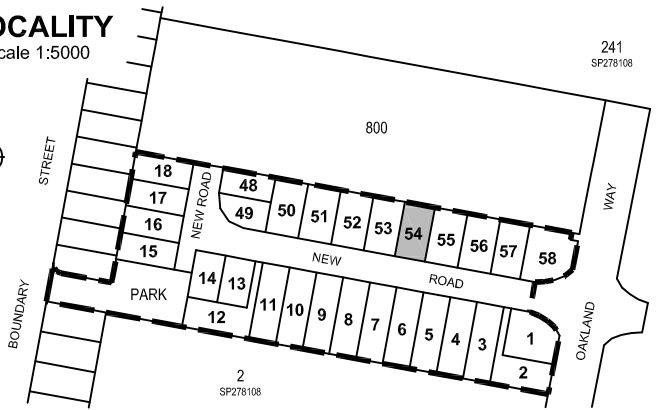 OCALITY
cale 1:5000
241
SP278108
800
STREET
WAY
18
17
16
15
NEW ROAD
48
49
50
51
52
53
54
55
56
57
58
NEW ROAD
PARK
14
13
12
11
10
9
8
7
6
5
4
3
1
2
BOUNDARY
OAKLAND
2
SP278108